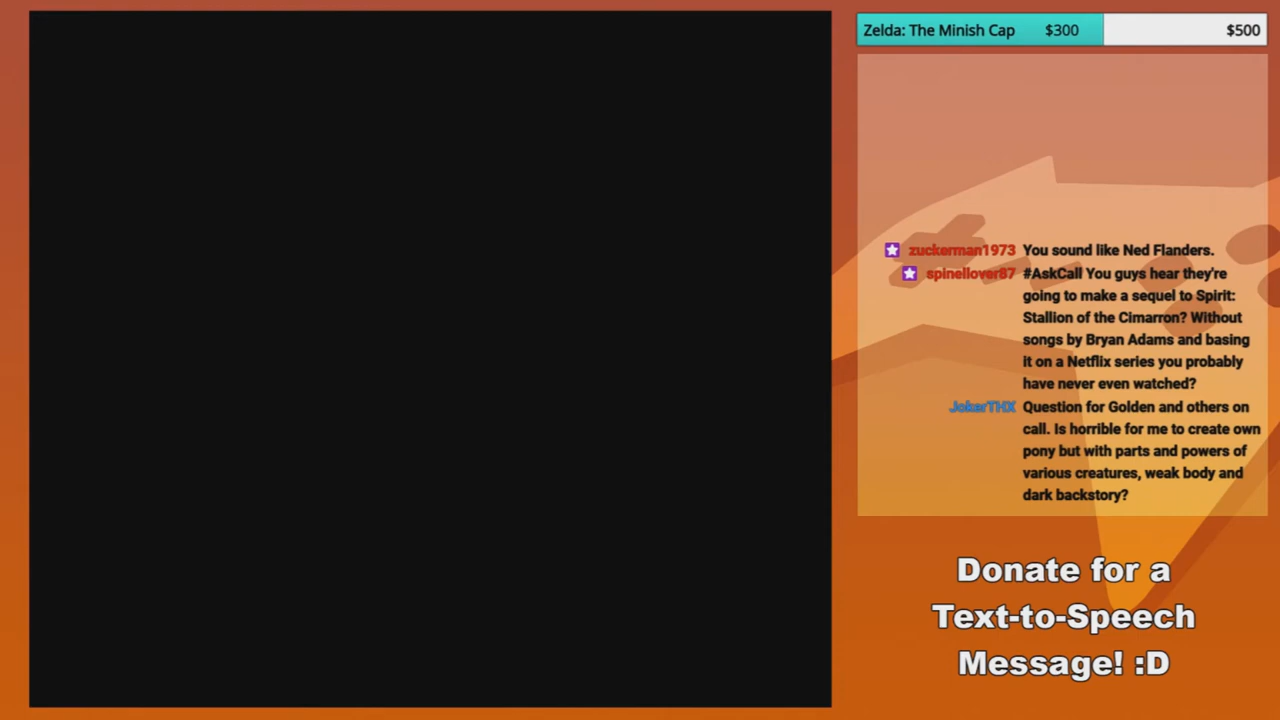 Zelda: The Minish Cap $300 $500
zuckerman1973 You sound like Ned Flanders.
spinellover87 #AskCall You guys hear they're
going to make a sequel to Spirit:
Stallion of the Cimarron? Without
songs by Bryan Adams and basing
it on a Netflix series you probably
have never even watched?
JokerTHX Question for Golden and others on
call. Is horrible for me to create own
pony but with parts and powers of
various creatures, weak body and
dark backstory?
Donate for a
Text-to-Speech
Message! :D